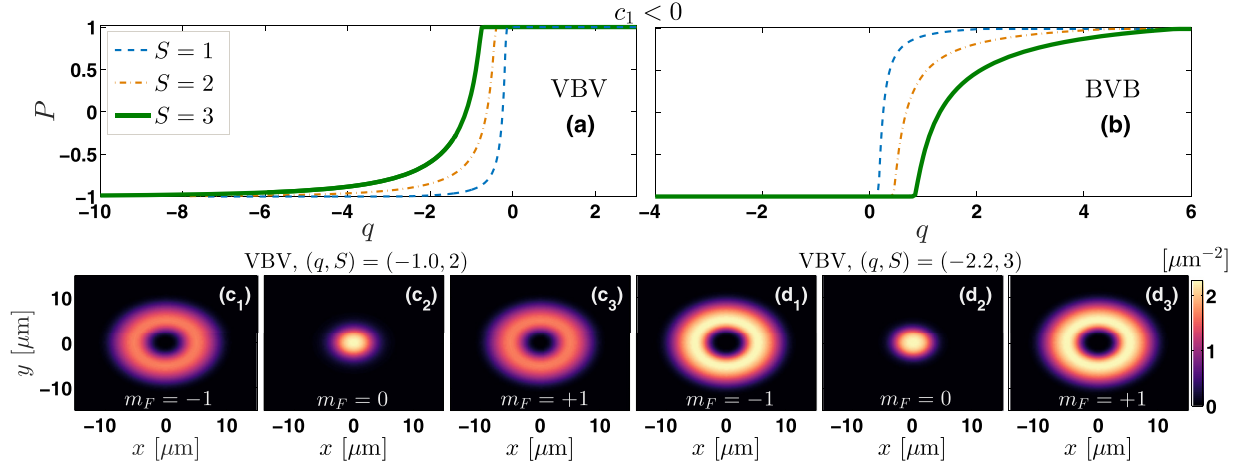 c₁ < 0
1
0.5
0
−0.5
−1
P
S = 1
S = 2
S = 3
VBV
(a)
BVB
(b)
−10 −8 −6 −4 −2 0 2
q
−4 −2 0 2 4 6
q
VBV, (q, S) = (−1.0, 2)
VBV, (q, S) = (−2.2, 3)
[μm⁻²]
(c₁) (c₂) (c₃) (d₁) (d₂) (d₃)
10
0
−10
y [μm]
2
1
0
m_F = −1 m_F = 0 m_F = +1 m_F = −1 m_F = 0 m_F = +1
−10 0 10 −10 0 10 −10 0 10 −10 0 10 −10 0 10 −10 0 10
x [μm] x [μm] x [μm] x [μm] x [μm] x [μm]